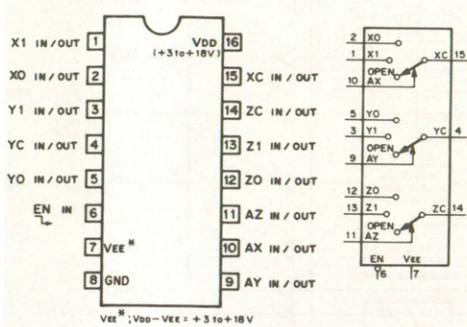 X1 IN/OUT 1
X0 IN/OUT 2
Y1 IN/OUT 3
YC IN/OUT 4
Y0 IN/OUT 5
EN IN 6
7 VEE*
8 GND
VDD 16
(+3 to +18V)
15 XC IN/OUT
14 ZC IN/OUT
13 Z1 IN/OUT
12 Z0 IN/OUT
11 AZ IN/OUT
10 AX IN/OUT
9 AY IN/OUT
VEE*; VDD-VEE = +3 to +18V
2 X0
1 X1 XC 15
OPEN
10 AX
5 Y0
3 Y1 YC 4
OPEN
9 AY
12 Z0
13 Z1 ZC 14
OPEN
11 AZ
EN VEE
6 7